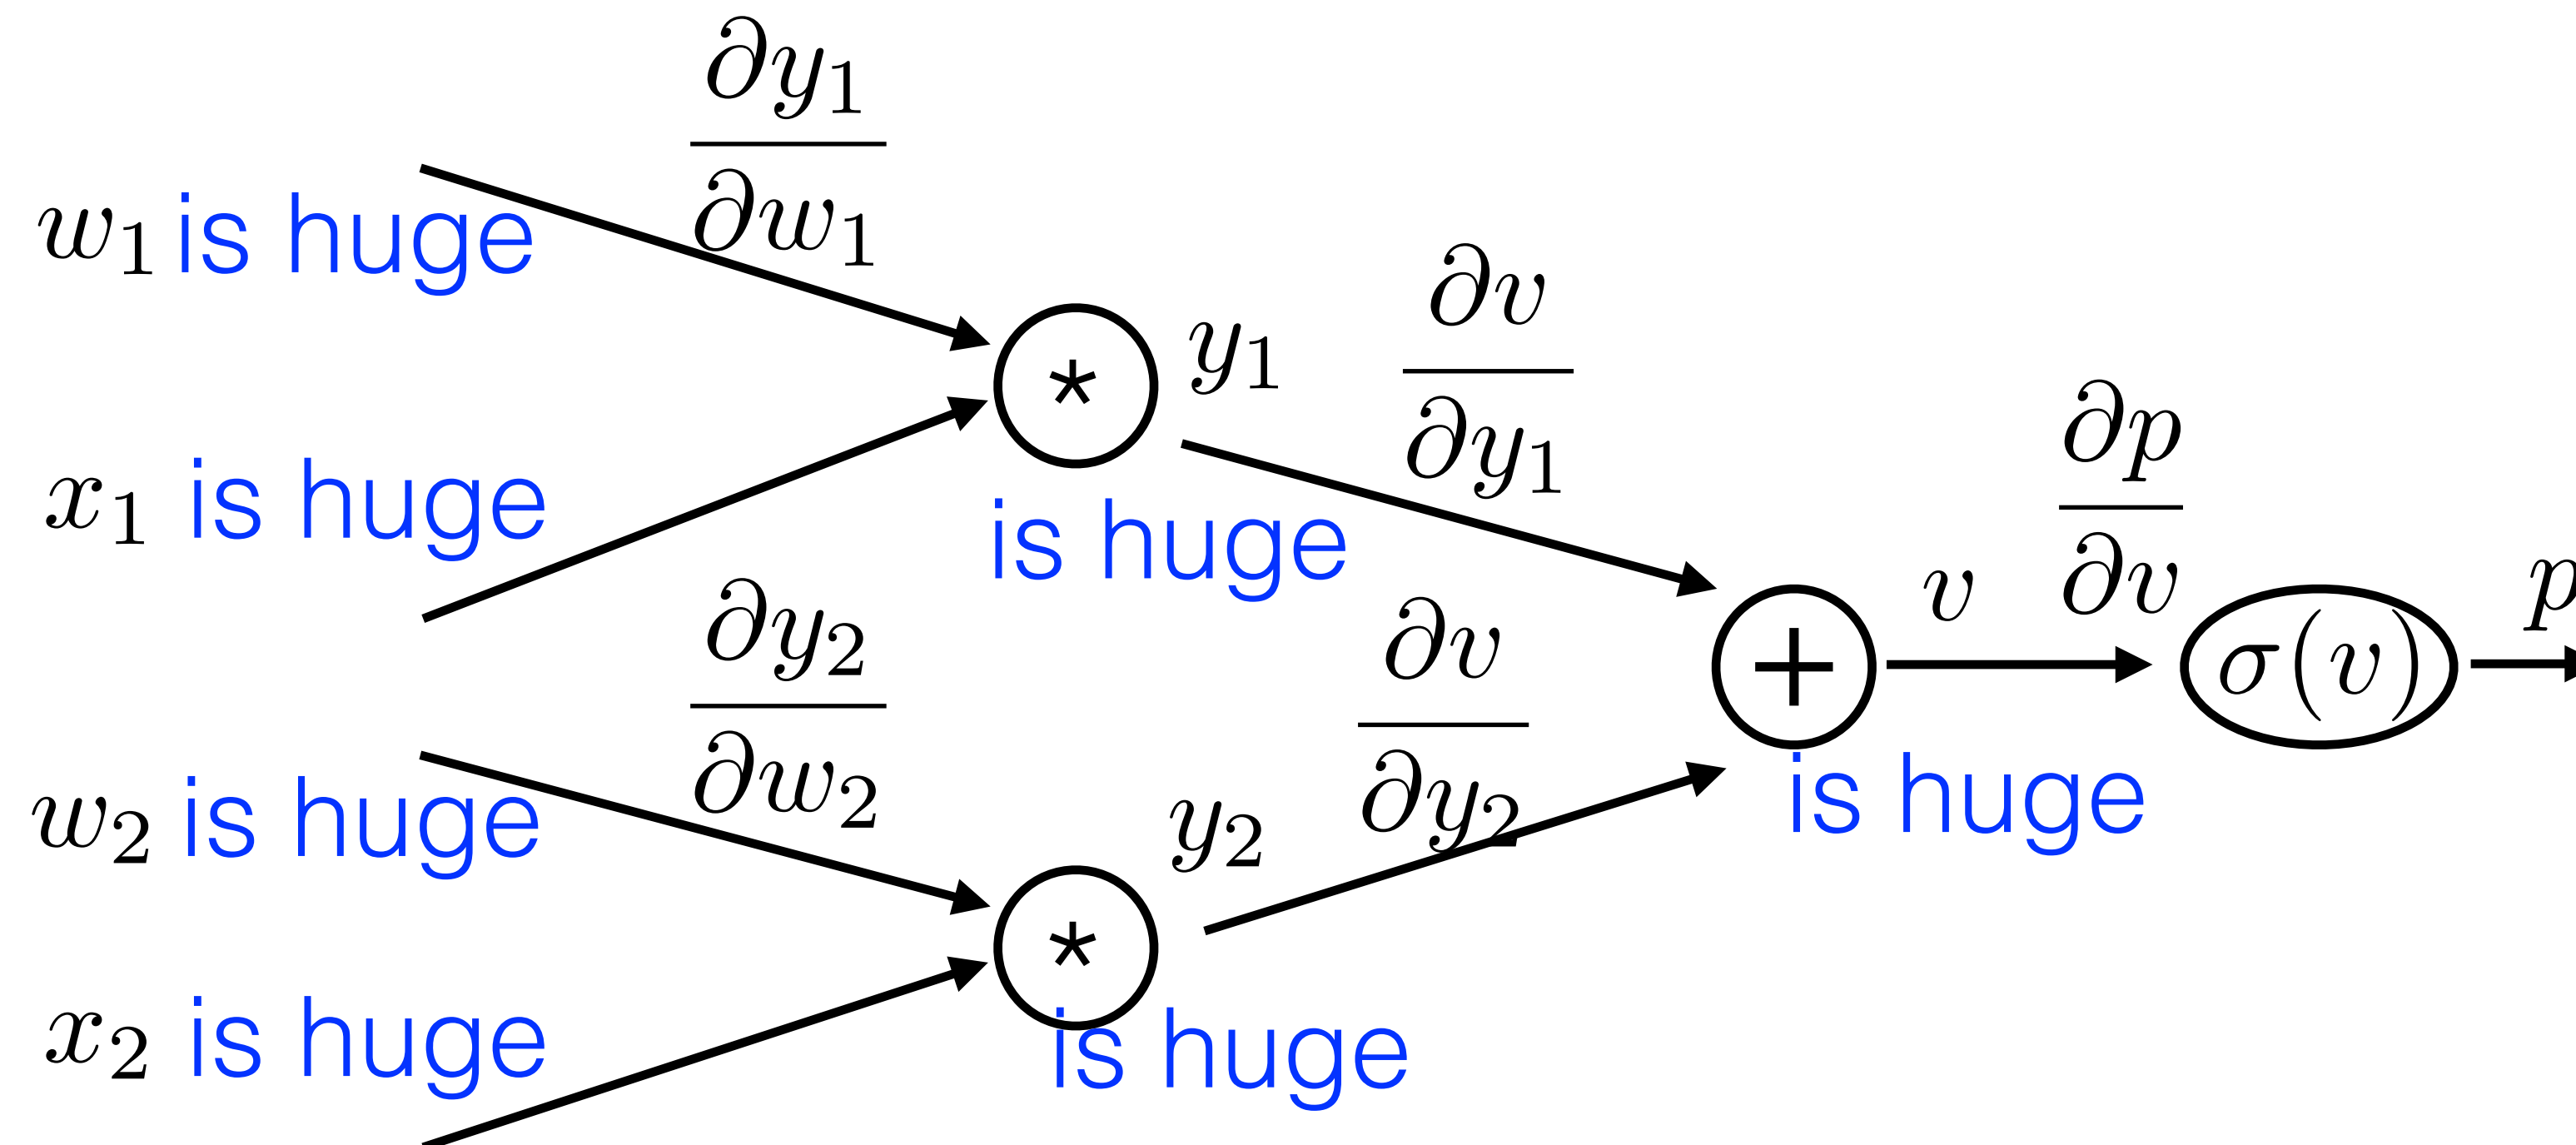 ∂y₁
∂w₁
w₁ is huge
*
y₁
∂v
∂y₁
x₁ is huge
is huge
∂p
∂v
v
σ(v)
p
+
is huge
∂y₂
∂w₂
w₂ is huge
∂v
∂y₂
y₂
*
x₂ is huge
is huge